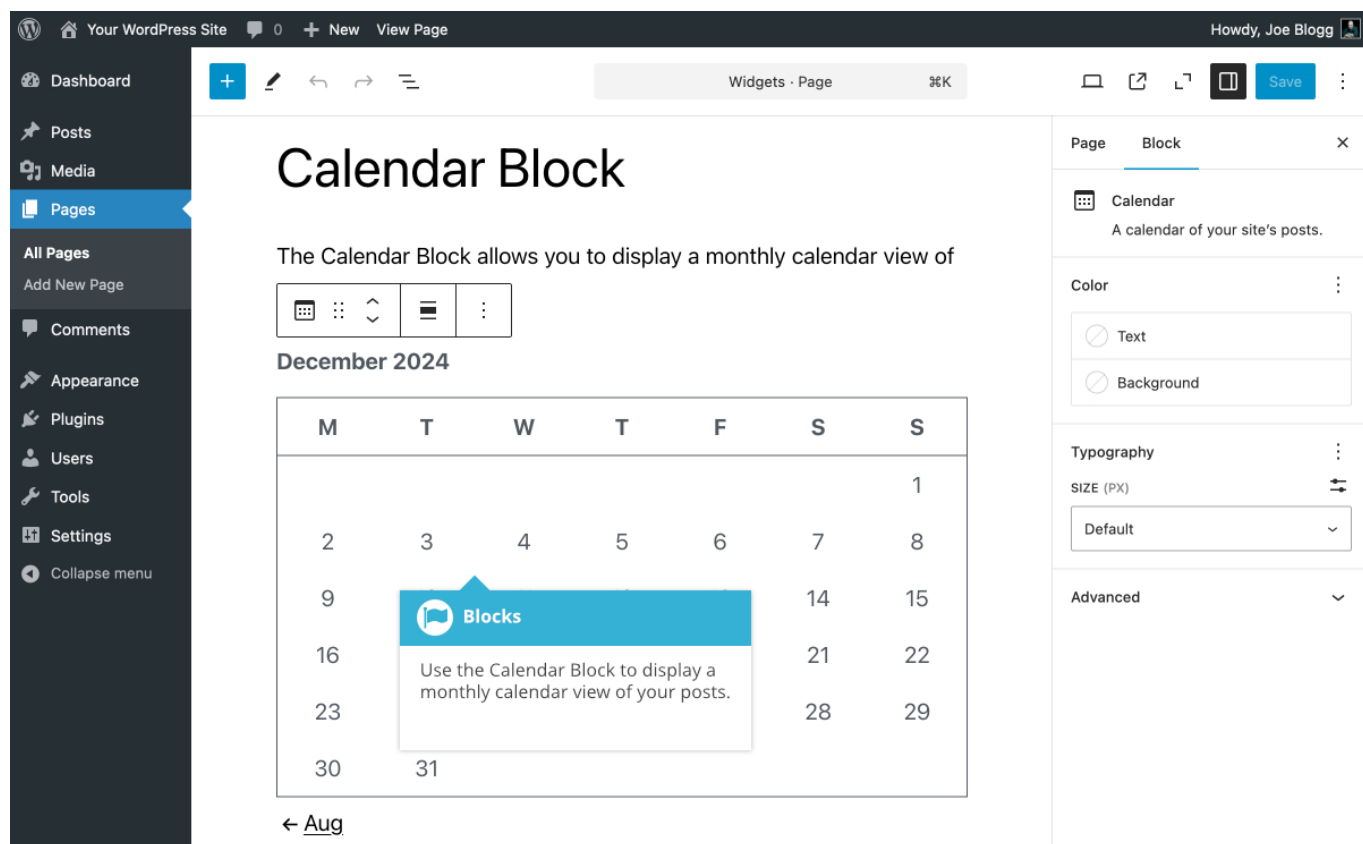 Your WordPress Site 0 New View Page Howdy, Joe Blogg
Dashboard
Posts
Media
Pages
All Pages
Add New Page
Comments
Appearance
Plugins
Users
Tools
Settings
Collapse menu
Widgets · Page ⌘K
Save
Calendar Block
The Calendar Block allows you to display a monthly calendar view of
December 2024
M T W T F S S
1
2 3 4 5 6 7 8
9 14 15
16 21 22
23 28 29
30 31
Blocks
Use the Calendar Block to display a
monthly calendar view of your posts.
← Aug
Page Block
Calendar
A calendar of your site's posts.
Color
Text
Background
Typography
SIZE (PX)
Default
Advanced